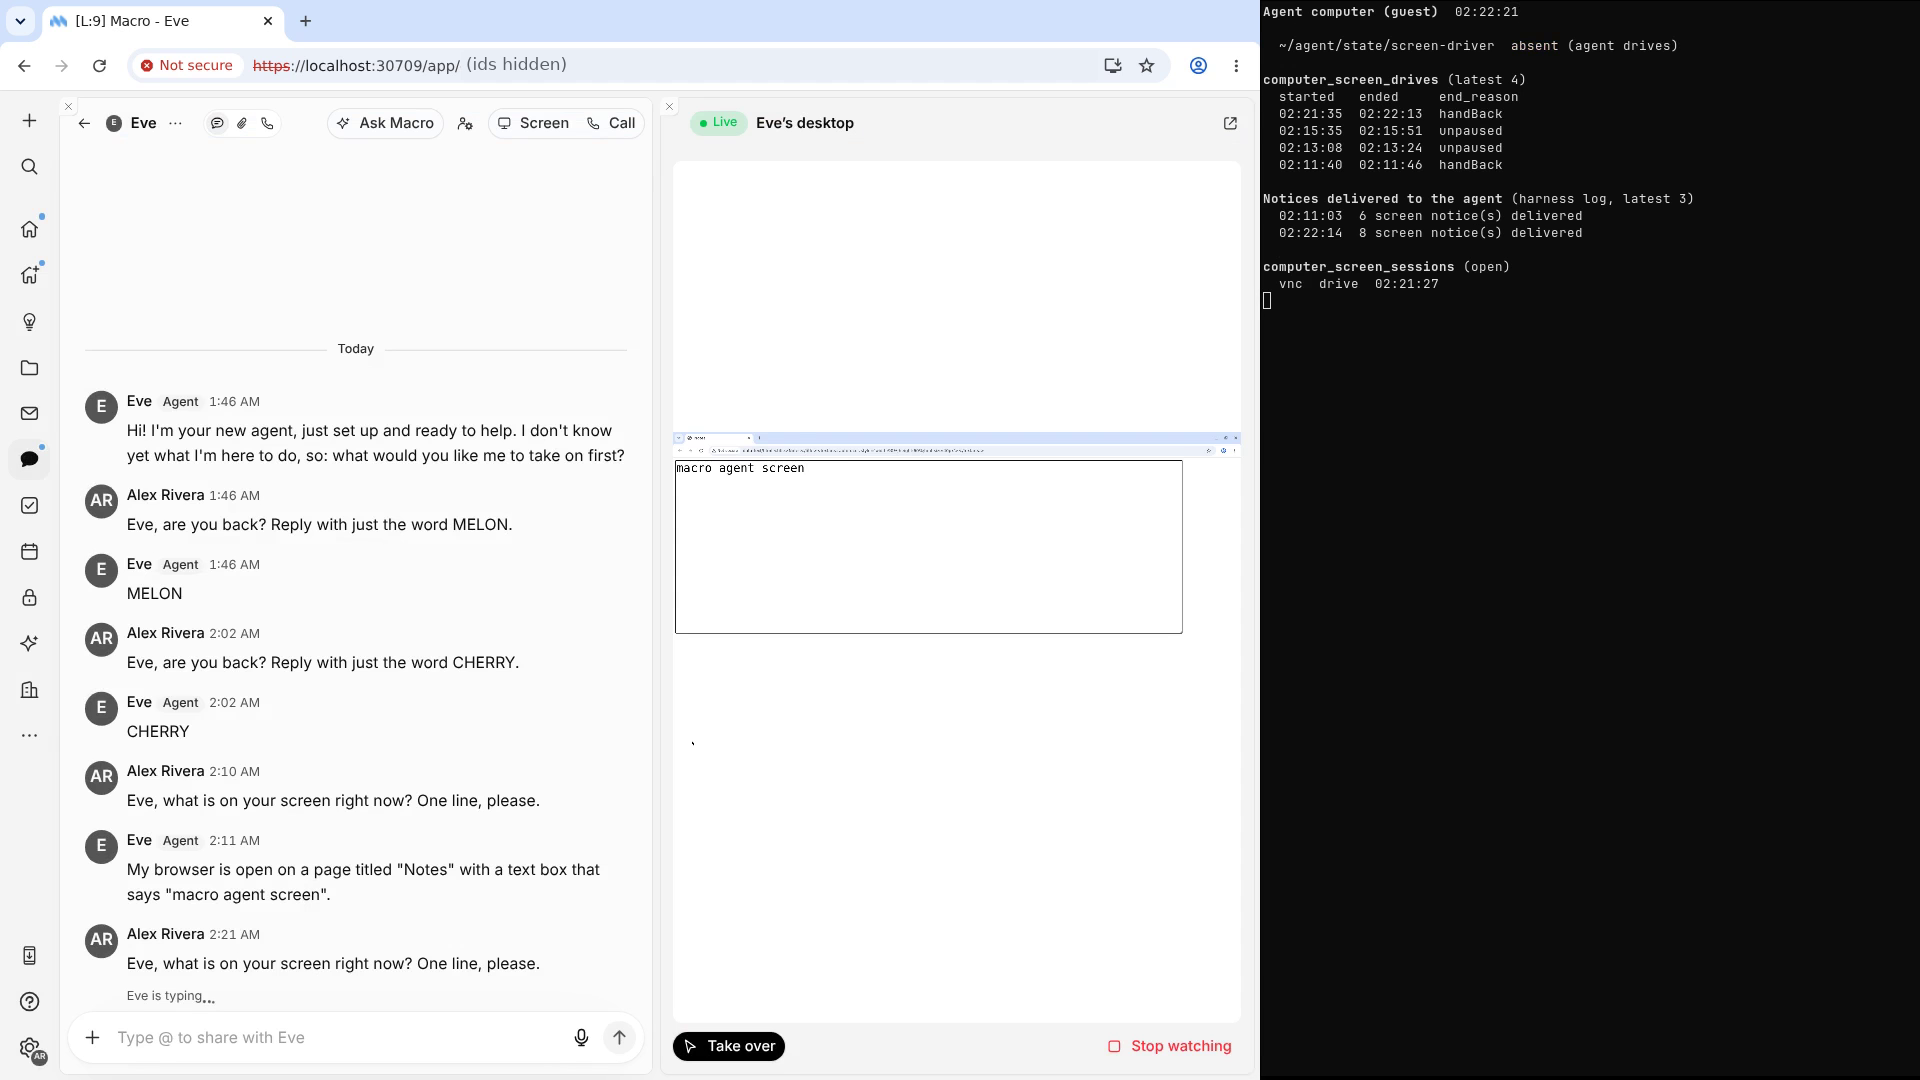 [L:9] Macro - Eve
Not secure
https://localhost:30709/app/ (ids hidden)
Eve
Ask Macro
Screen
Call
Today
E
Eve Agent 1:46 AM
Hi! I'm your new agent, just set up and ready to help. I don't know
yet what I'm here to do, so: what would you like me to take on first?
AR
Alex Rivera 1:46 AM
Eve, are you back? Reply with just the word MELON.
E
Eve Agent 1:46 AM
MELON
AR
Alex Rivera 2:02 AM
Eve, are you back? Reply with just the word CHERRY.
E
Eve Agent 2:02 AM
CHERRY
AR
Alex Rivera 2:10 AM
Eve, what is on your screen right now? One line, please.
E
Eve Agent 2:11 AM
My browser is open on a page titled "Notes" with a text box that
says "macro agent screen".
AR
Alex Rivera 2:21 AM
Eve, what is on your screen right now? One line, please.
Eve is typing...
Type @ to share with Eve
AR
Live
Eve’s desktop
macro agent screen
Take over
Stop watching
Agent computer (guest) 02:22:21
~/agent/state/screen-driver absent (agent drives)
computer_screen_drives (latest 4)
started ended end_reason
02:21:35 02:22:13 handBack
02:15:35 02:15:51 unpaused
02:13:08 02:13:24 unpaused
02:11:40 02:11:46 handBack
Notices delivered to the agent (harness log, latest 3)
02:11:03 6 screen notice(s) delivered
02:22:14 8 screen notice(s) delivered
computer_screen_sessions (open)
vnc drive 02:21:27